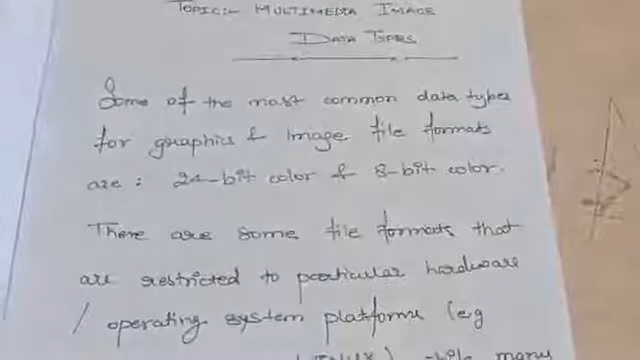 TOPIC:- MULTIMEDIA IMAGE
DATA TYPES
Some of the most common data types
for graphics & Image file formats
are : 24-bit color & 8-bit color.
There are some file formats that
are restricted to particular hardware
/ operating system platforms (eg
while many